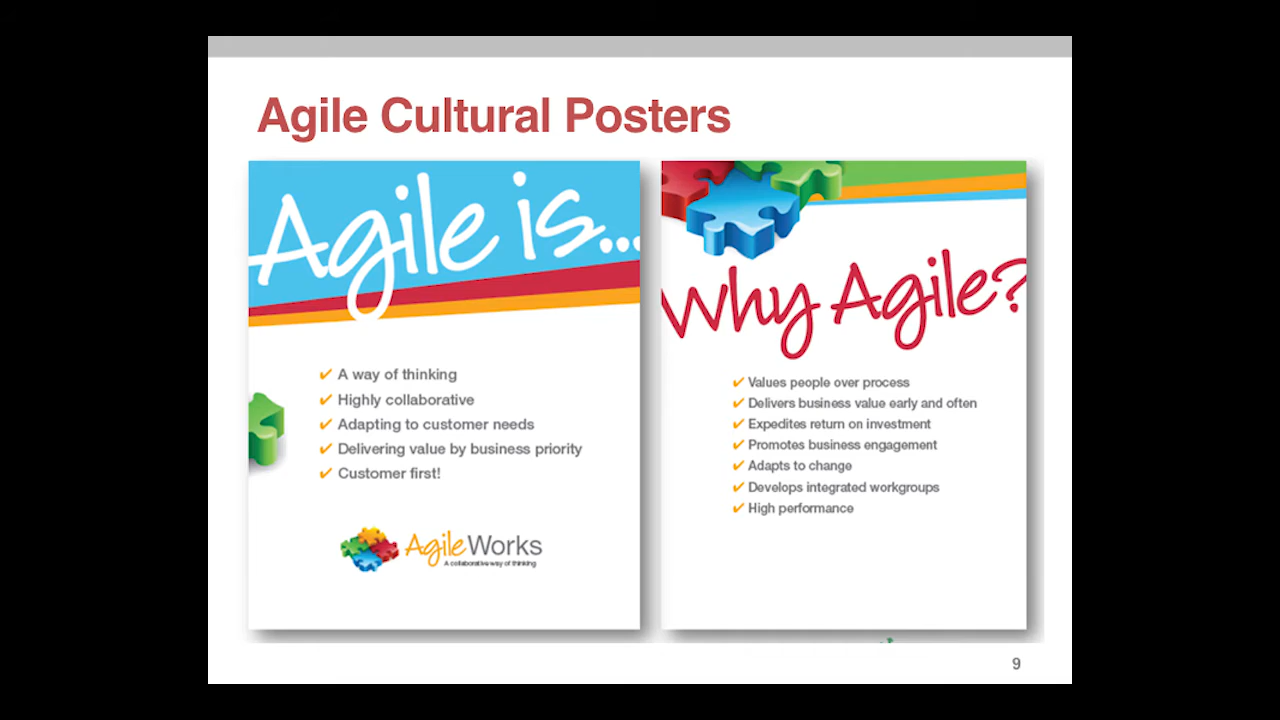 Agile Cultural Posters
Agile is...
✔ A way of thinking
✔ Highly collaborative
✔ Adapting to customer needs
✔ Delivering value by business priority
✔ Customer first!
AgileWorks
A collaborative way of thinking
Why Agile?
✔ Values people over process
✔ Delivers business value early and often
✔ Expedites return on investment
✔ Promotes business engagement
✔ Adapts to change
✔ Develops integrated workgroups
✔ High performance
9